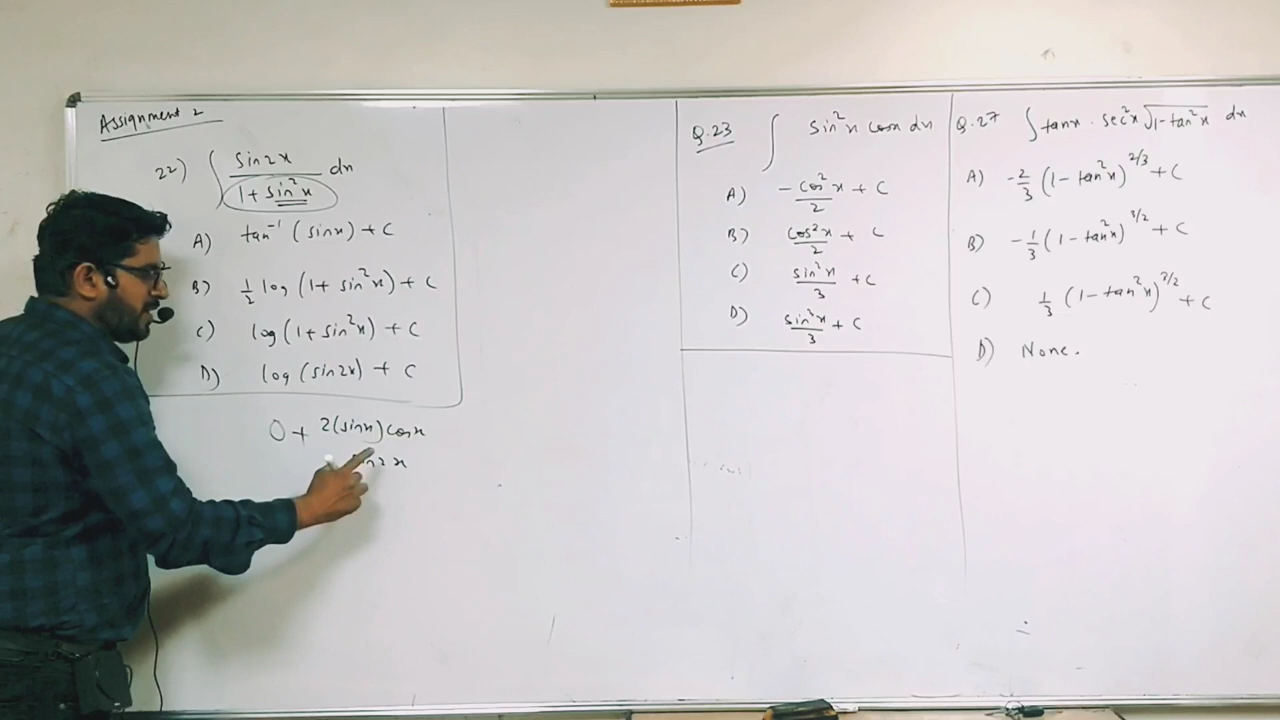 Assignment 2
22) ∫ sin2x / (1 + sin²x) dx
A) tan⁻¹ (sinx) + C
B) 1/2 log (1 + sin²x) + C
C) log (1 + sin²x) + C
D) log (sin2x) + C
0 + 2(sinx) cosx
2x
Q.23 ∫ sin²x cosx dx
A) -cos²x/2 + C
B) cos²x/2 + C
C) sin²x/3 + C
D) sin³x/3 + C
Q.27 ∫ tanx . sec²x √(1-tan²x) dx
A) -2/3 (1 - tan²x)^2/3 + C
B) -1/3 (1 - tan²x)^3/2 + C
C) 1/3 (1 - tan²x)^3/2 + C
D) None.